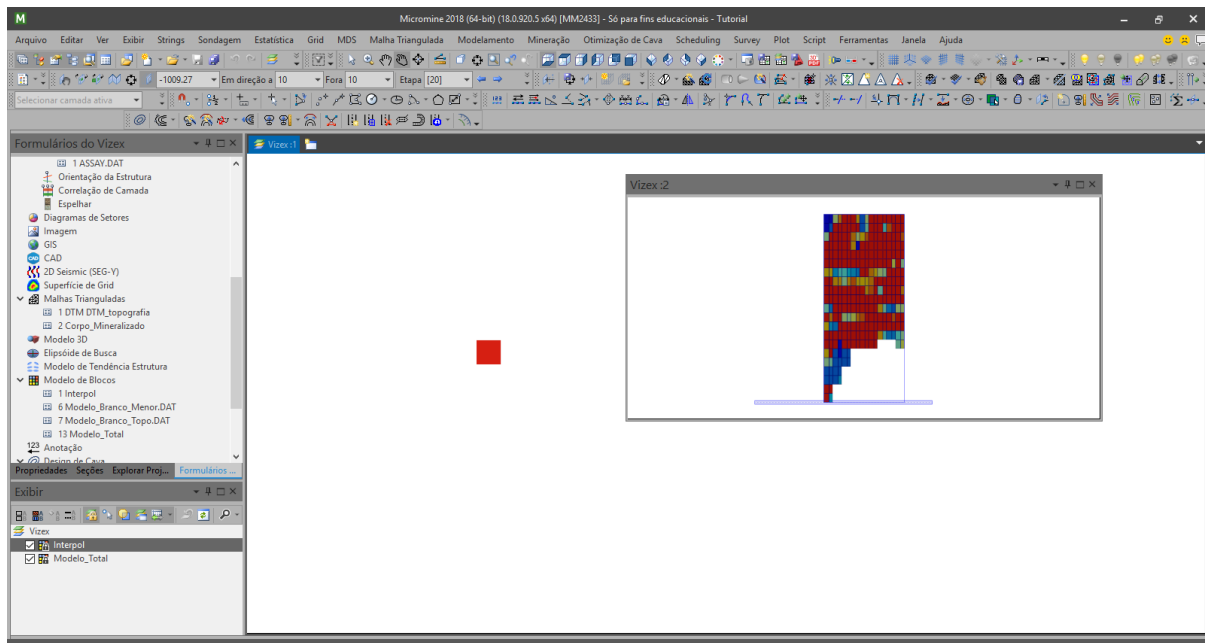 M
Micromine 2018 (64-bit) (18.0.920.5 x64) [MM2433] - Só para fins educacionais - Tutorial
Arquivo Editar Ver Exibir Strings Sondagem Estatística Grid MDS Malha Triangulada Modelamento Mineração Otimização de Cava Scheduling Survey Plot Script Ferramentas Janela Ajuda
-1009.27 Em direção a 10 Fora 10 Etapa [20]
Selecionar camada ativa
Formulários do Vizex
Vizex :1
1 ASSAY.DAT
Orientação da Estrutura
Correlação de Camada
Espelhar
Diagramas de Setores
Imagem
GIS
CAD
2D Seismic (SEG-Y)
Superfície de Grid
Malhas Trianguladas
1 DTM DTM_topografia
2 Corpo_Mineralizado
Modelo 3D
Elipsóide de Busca
Modelo de Tendência Estrutura
Modelo de Blocos
1 Interpol
6 Modelo_Branco_Menor.DAT
7 Modelo_Branco_Topo.DAT
13 Modelo_Total
123 Anotação
Design de Cava
Propriedades Seções Explorar Proj... Formulários ...
Exibir
Vizex
Interpol
Modelo_Total
Vizex :2